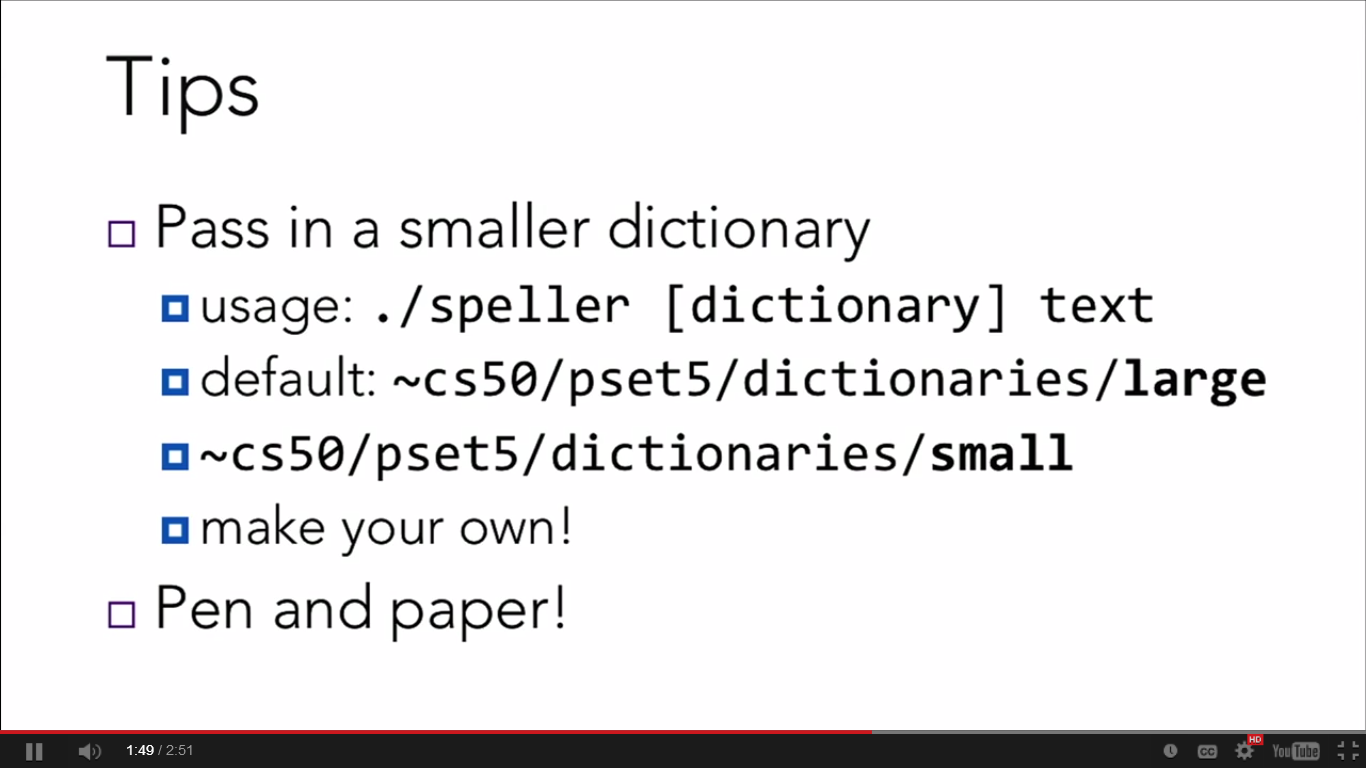 Tips
Pass in a smaller dictionary
usage: ./speller [dictionary] text
default: ~cs50/pset5/dictionaries/large
~cs50/pset5/dictionaries/small
make your own!
Pen and paper!
1:49 / 2:51
CC
HD
YouTube